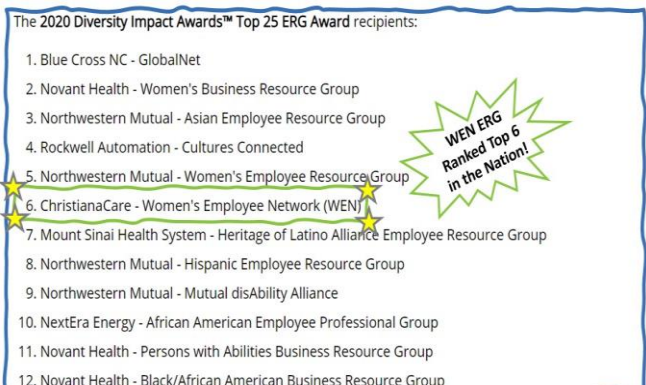 The 2020 Diversity Impact Awards™ Top 25 ERG Award recipients:
1. Blue Cross NC - GlobalNet
2. Novant Health - Women's Business Resource Group
3. Northwestern Mutual - Asian Employee Resource Group
4. Rockwell Automation - Cultures Connected
WEN ERG
Ranked Top 6
in the Nation!
5. Northwestern Mutual - Women's Employee Resource Group
6. ChristianaCare - Women's Employee Network (WEN)
7. Mount Sinai Health System - Heritage of Latino Alliance Employee Resource Group
8. Northwestern Mutual - Hispanic Employee Resource Group
9. Northwestern Mutual - Mutual disAbility Alliance
10. NextEra Energy - African American Employee Professional Group
11. Novant Health - Persons with Abilities Business Resource Group
12. Novant Health - Black/African American Business Resource Group